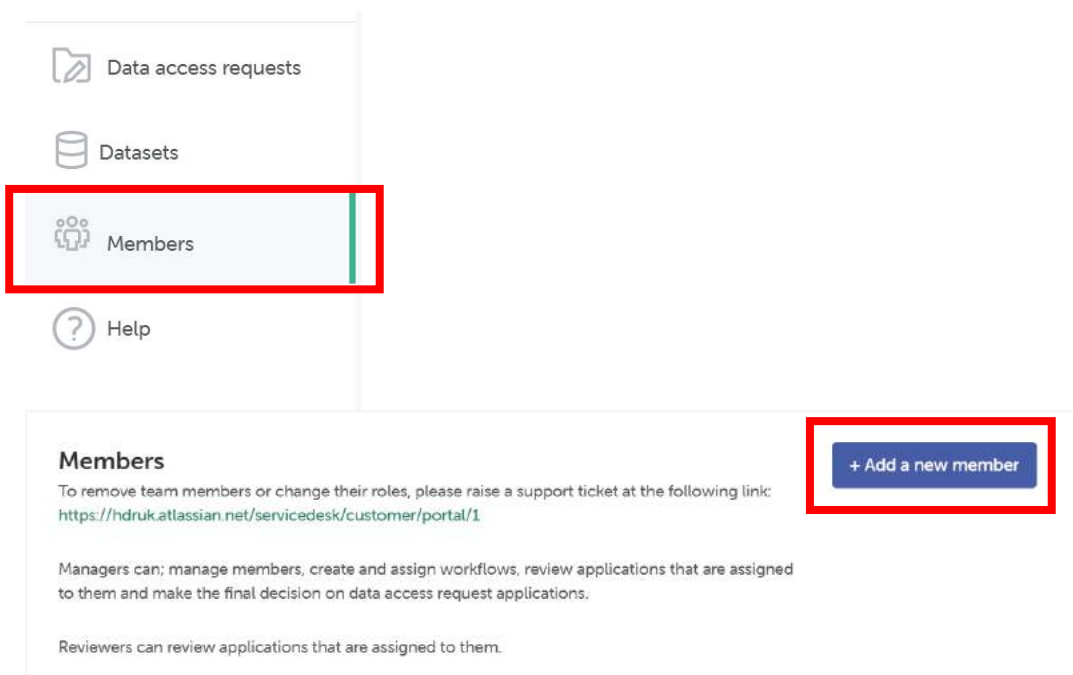 Data access requests
Datasets
Members
Help
Members
+ Add a new member
To remove team members or change their roles, please raise a support ticket at the following link:
https://hdruk.atlassian.net/servicedesk/customer/portal/1
Managers can; manage members, create and assign workflows, review applications that are assigned
to them and make the final decision on data access request applications.
Reviewers can review applications that are assigned to them.